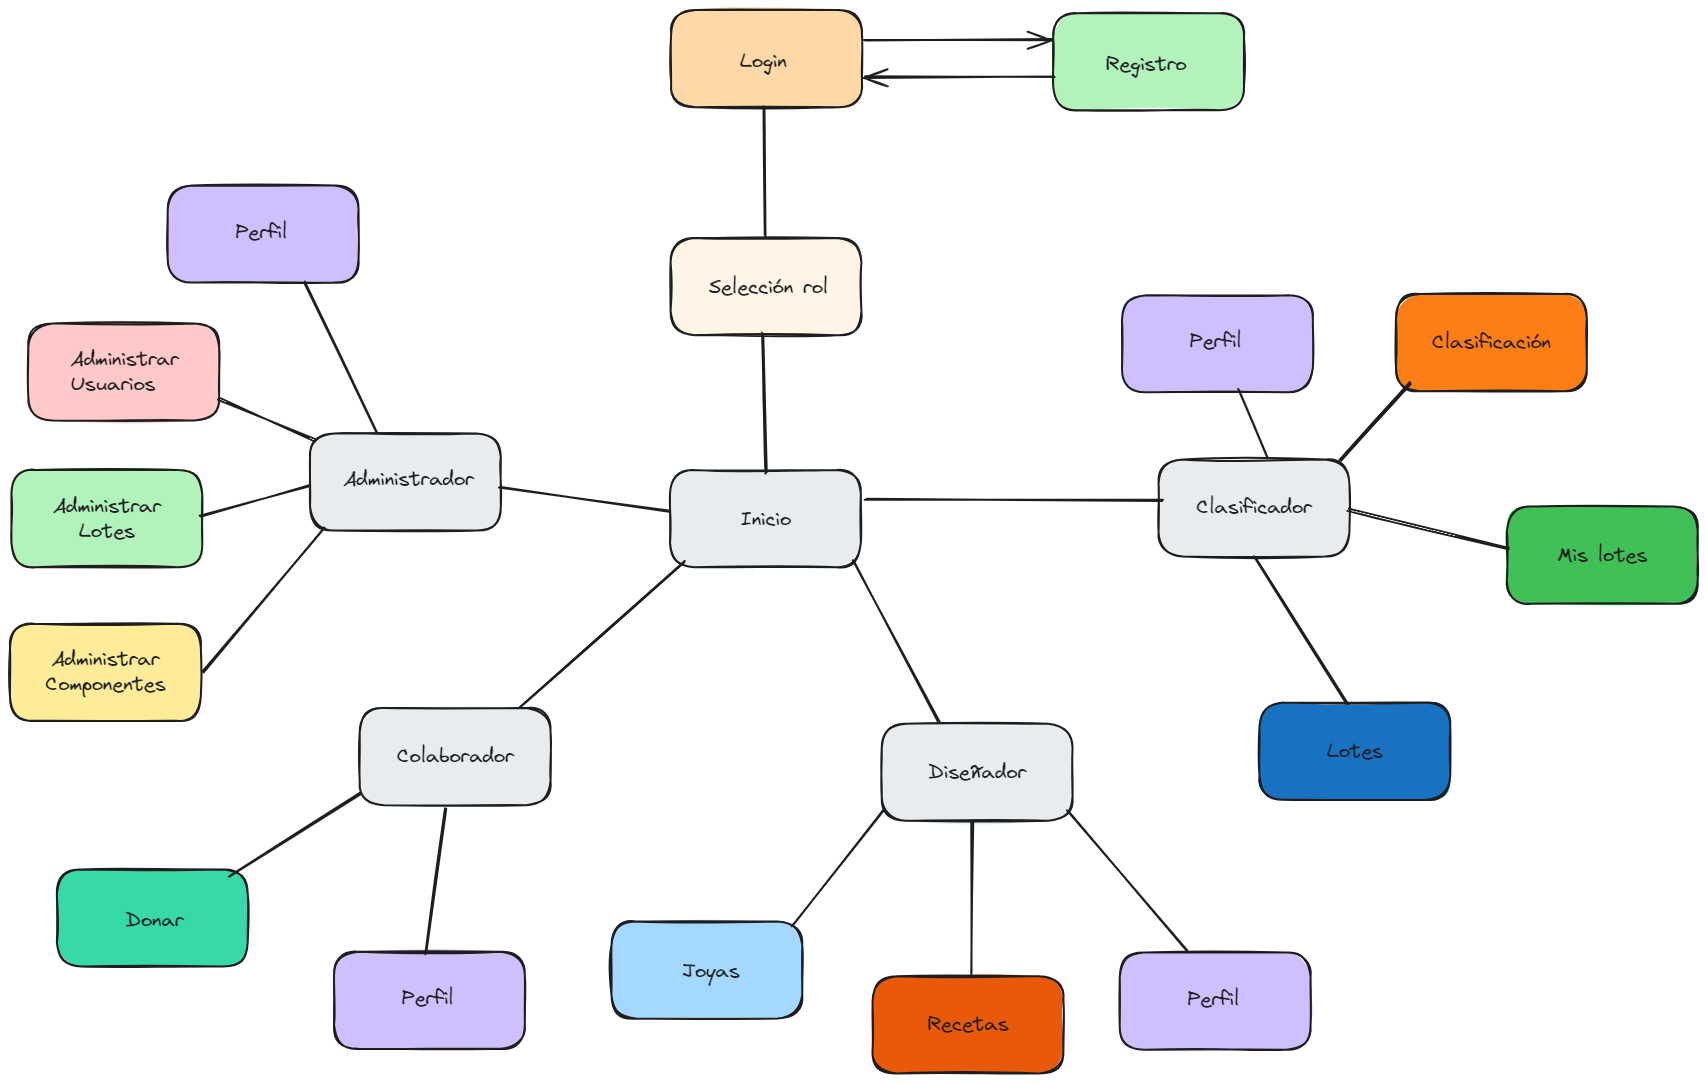 Login
Registro
Perfil
Selección rol
Perfil
Clasificación
Administrar
Usuarios
Administrador
Administrar
Lotes
Inicio
Clasificador
Mis lotes
Administrar
Componentes
Colaborador
Diseñador
Lotes
Donar
Perfil
Joyas
Recetas
Perfil